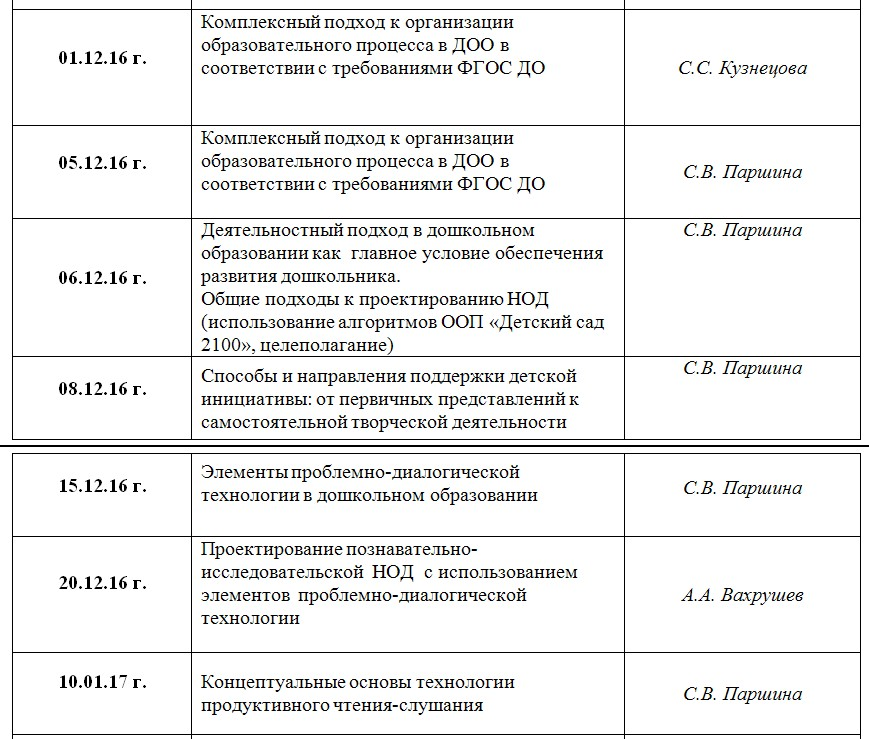 01.12.16 г.
Комплексный подход к организации
образовательного процесса в ДОО в
соответствии с требованиями ФГОС ДО
С.С. Кузнецова
05.12.16 г.
Комплексный подход к организации
образовательного процесса в ДОО в
соответствии с требованиями ФГОС ДО
С.В. Паршина
06.12.16 г.
Деятельностный подход в дошкольном
образовании как главное условие обеспечения
развития дошкольника.
Общие подходы к проектированию НОД
(использование алгоритмов ООП «Детский сад
2100», целеполагание)
С.В. Паршина
08.12.16 г.
Способы и направления поддержки детской
инициативы: от первичных представлений к
самостоятельной творческой деятельности
С.В. Паршина
15.12.16 г.
Элементы проблемно-диалогической
технологии в дошкольном образовании
С.В. Паршина
20.12.16 г.
Проектирование познавательно-
исследовательской НОД с использованием
элементов проблемно-диалогической
технологии
А.А. Вахрушев
10.01.17 г.
Концептуальные основы технологии
продуктивного чтения-слушания
С.В. Паршина